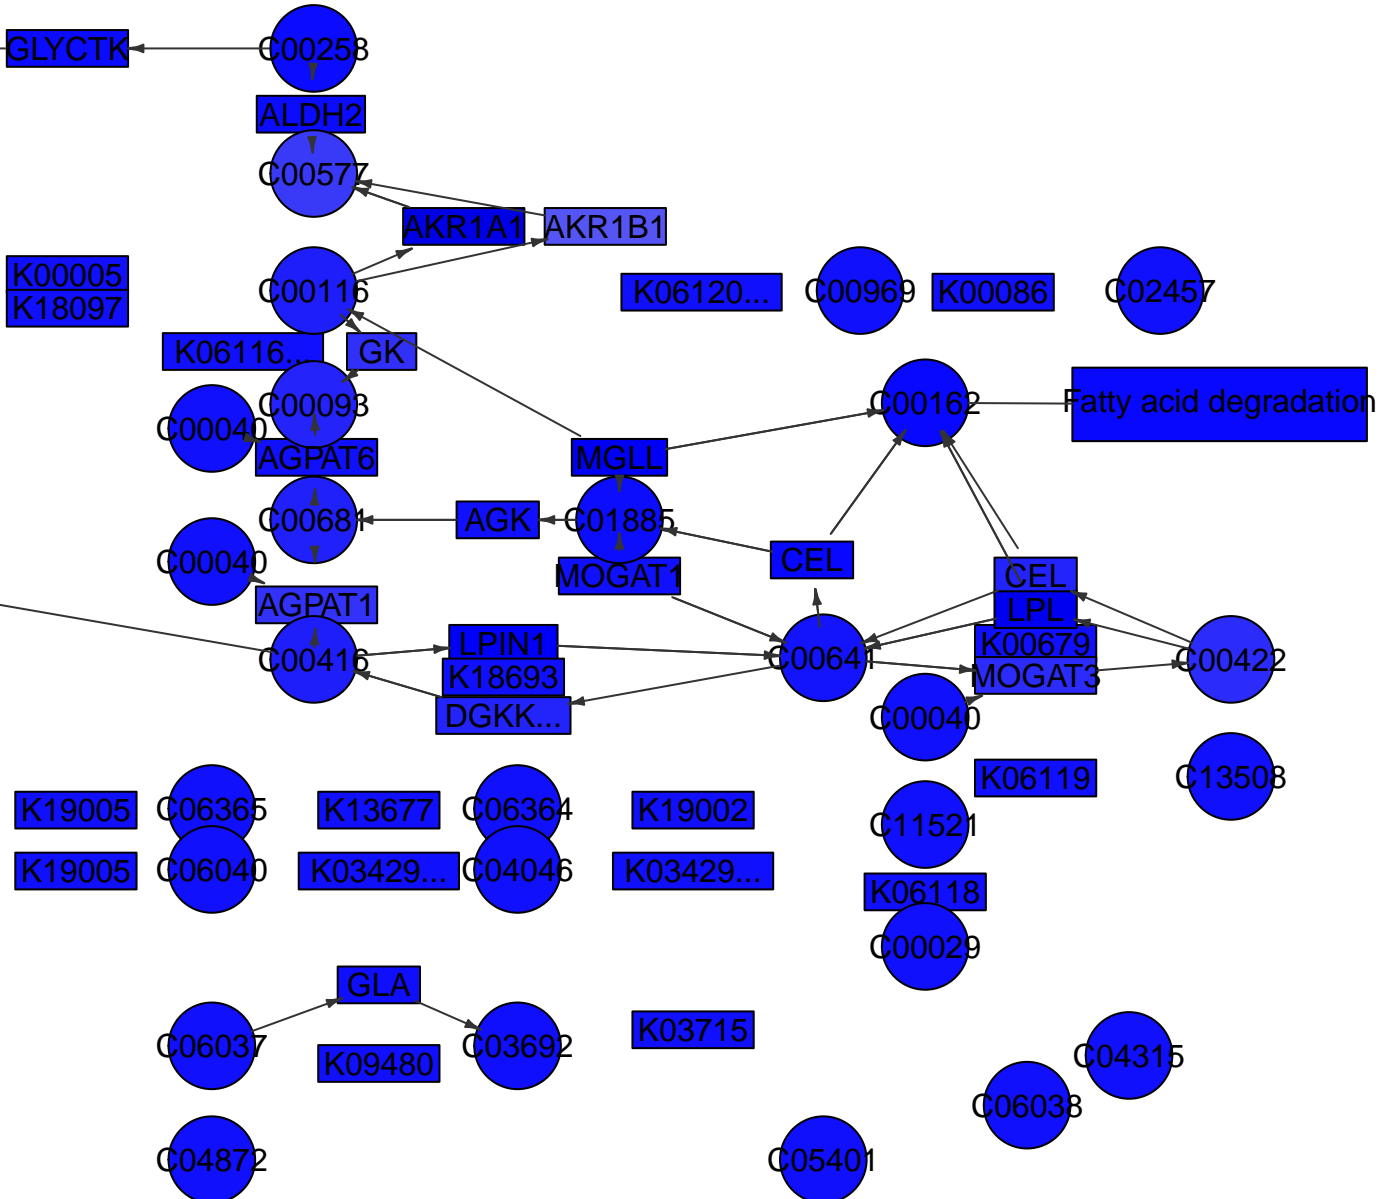 GLYCTK
C00258
ALDH2
C00577
AKR1A1
AKR1B1
K00005
C00116
K06120...
C00969
K00086
C02457
K18097
K06116...
GK
C00093
C00162
Fatty acid degradation
C00040
AGPAT6
MGLL
C00681
AGK
C01885
C00040
MOGAT1
CEL
CEL
AGPAT1
LPL
C00416
LPIN1
C00641
K00679
C00422
K18693
MOGAT3
DGKK...
C00040
K06119
C13508
K19005
C06365
K13677
C06364
K19002
C11521
K19005
C06040
K03429...
C04046
K03429...
K06118
C00029
GLA
C06037
C03692
K03715
K09480
C04315
C06038
C04872
C05401